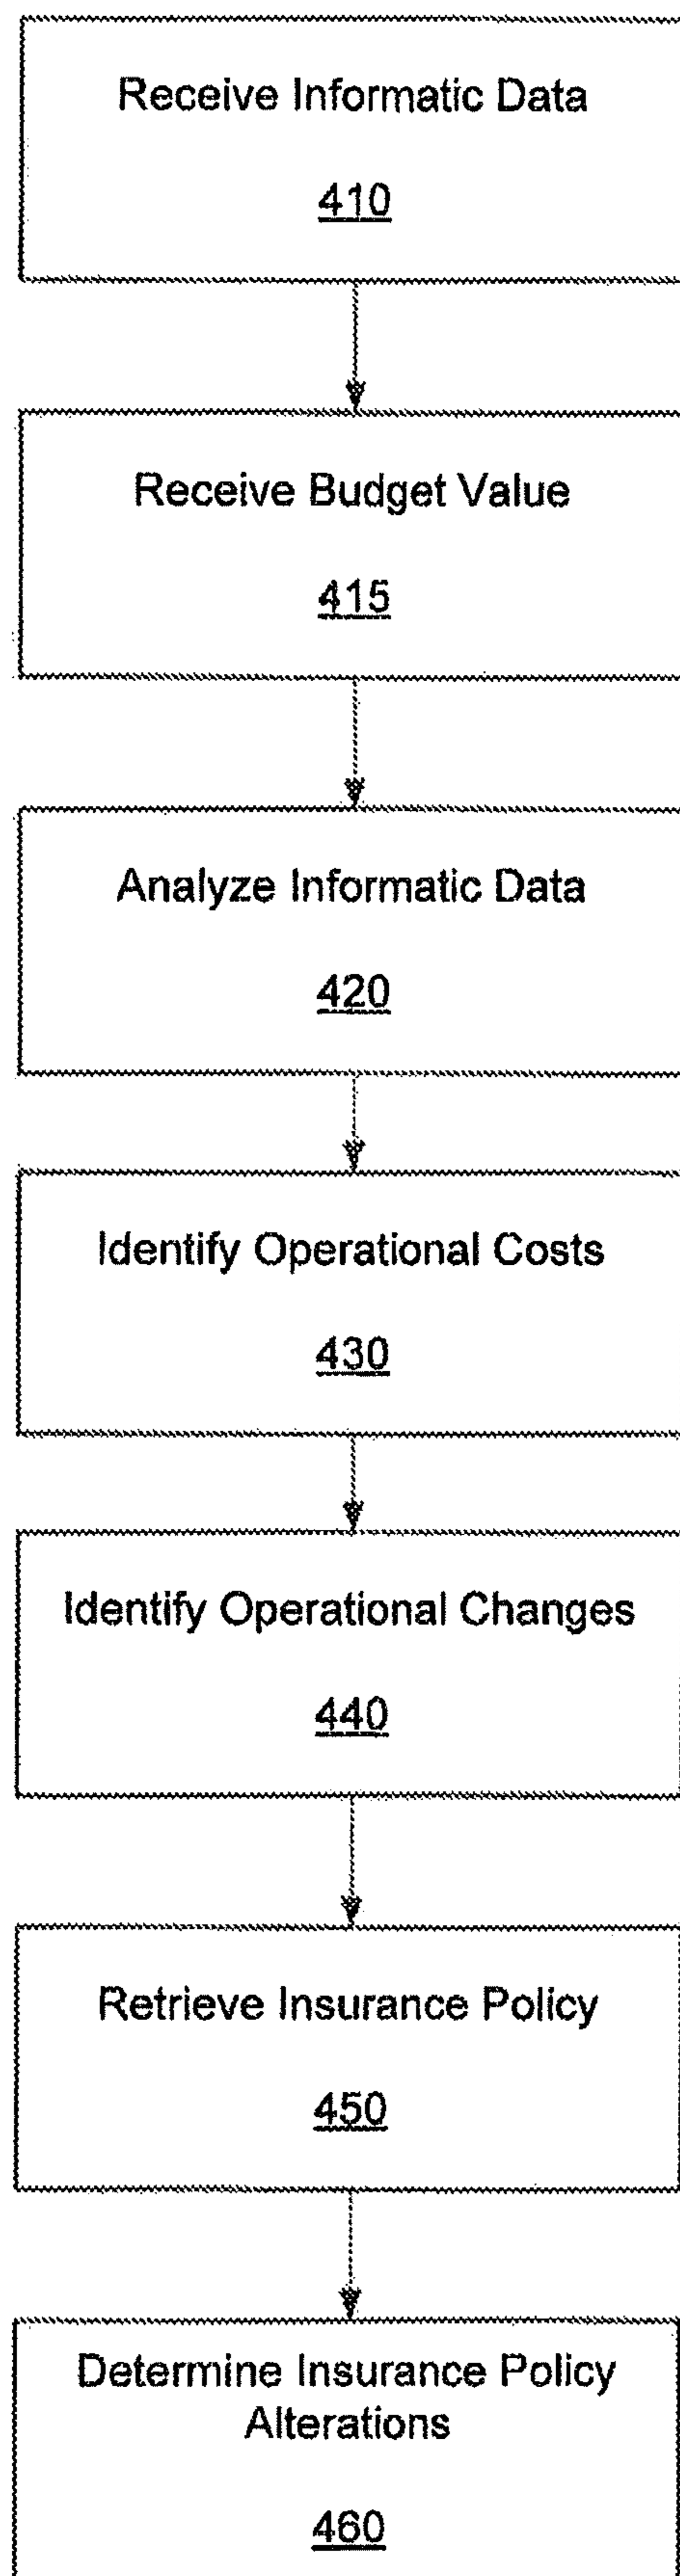 Receive Informatic Data
410
Receive Budget Value
415
Analyze Informatic Data
420
Identify Operational Costs
430
Identify Operational Changes
440
Retrieve Insurance Policy
450
Determine Insurance Policy
Alterations
460